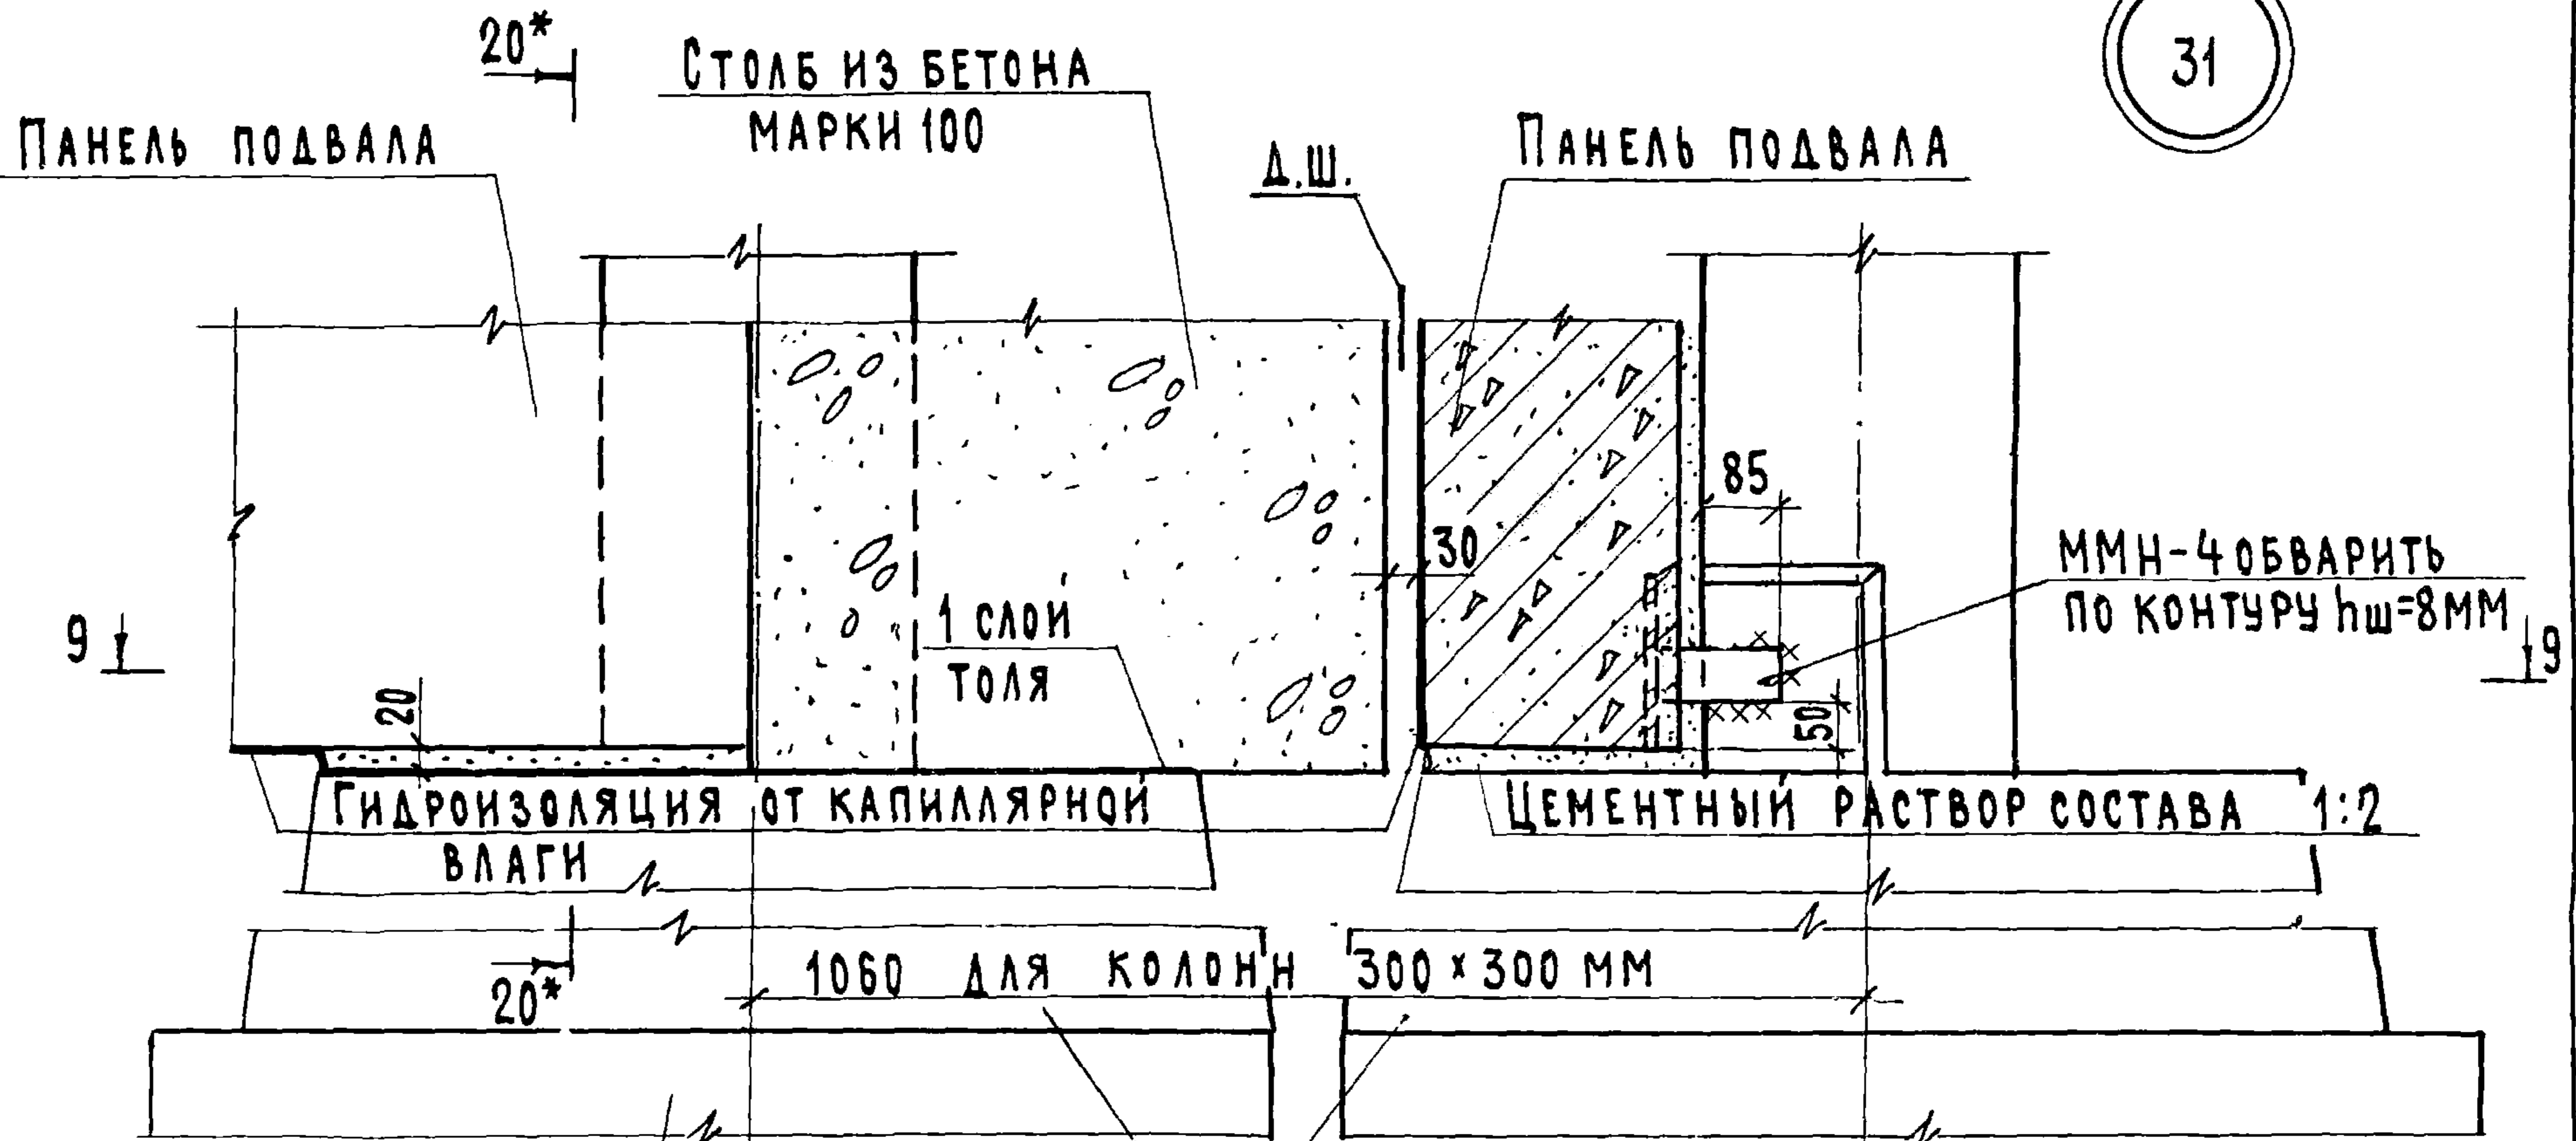 20*
СТОЛБ ИЗ БЕТОНА
МАРКИ 100
31
ПАНЕЛЬ ПОДВАЛА
Д.Ш.
ПАНЕЛЬ ПОДВАЛА
85
30
ММН-4 ОБВАРИТЬ
ПО КОНТУРУ hш=8ММ
9
9
1 СЛОЙ
ТОЛЯ
20
50
ГИДРОИЗОЛЯЦИЯ ОТ КАПИЛЛЯРНОЙ
ВЛАГИ
ЦЕМЕНТНЫЙ РАСТВОР СОСТАВА 1:2
20*
1060 ДЛЯ КОЛОНН 300×300 ММ